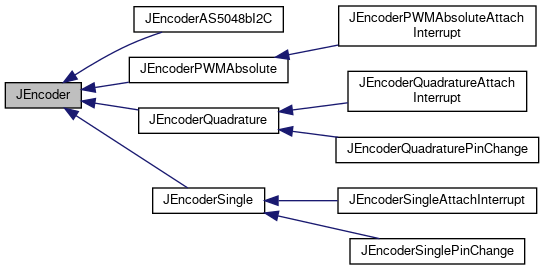 JEncoder
JEncoderAS5048bI2C
JEncoderPWMAbsolute
JEncoderPWMAbsoluteAttach
Interrupt
JEncoderQuadrature
JEncoderQuadratureAttach
Interrupt
JEncoderQuadraturePinChange
JEncoderSingle
JEncoderSingleAttachInterrupt
JEncoderSinglePinChange